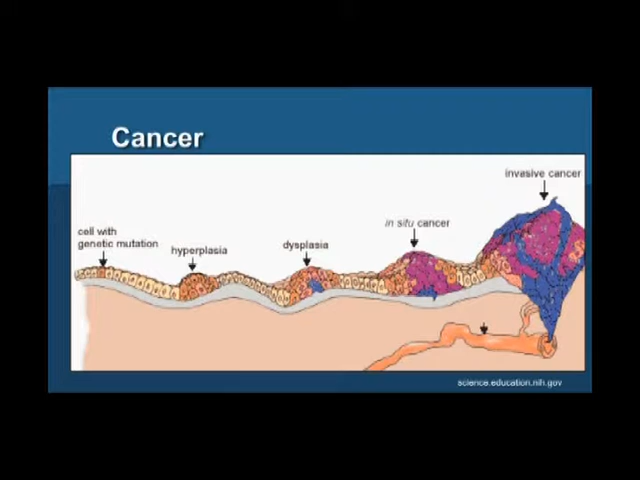 Cancer
invasive cancer
in situ cancer
cell with
genetic mutation
hyperplasia
dysplasia
science.education.nih.gov